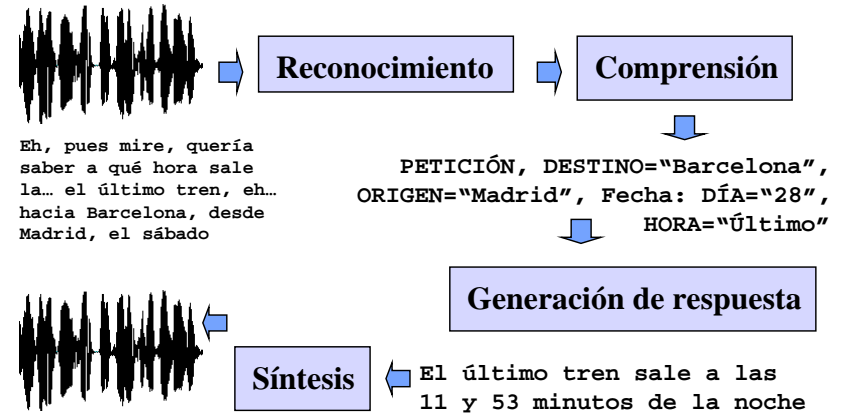 Reconocimiento
Comprensión
Eh, pues mire, quería
saber a qué hora sale
la… el último tren, eh…
hacia Barcelona, desde
Madrid, el sábado
PETICIÓN, DESTINO=“Barcelona”,
ORIGEN=“Madrid”, Fecha: DÍA=“28”,
HORA=“Último”
Generación de respuesta
Síntesis
El último tren sale a las
11 y 53 minutos de la noche